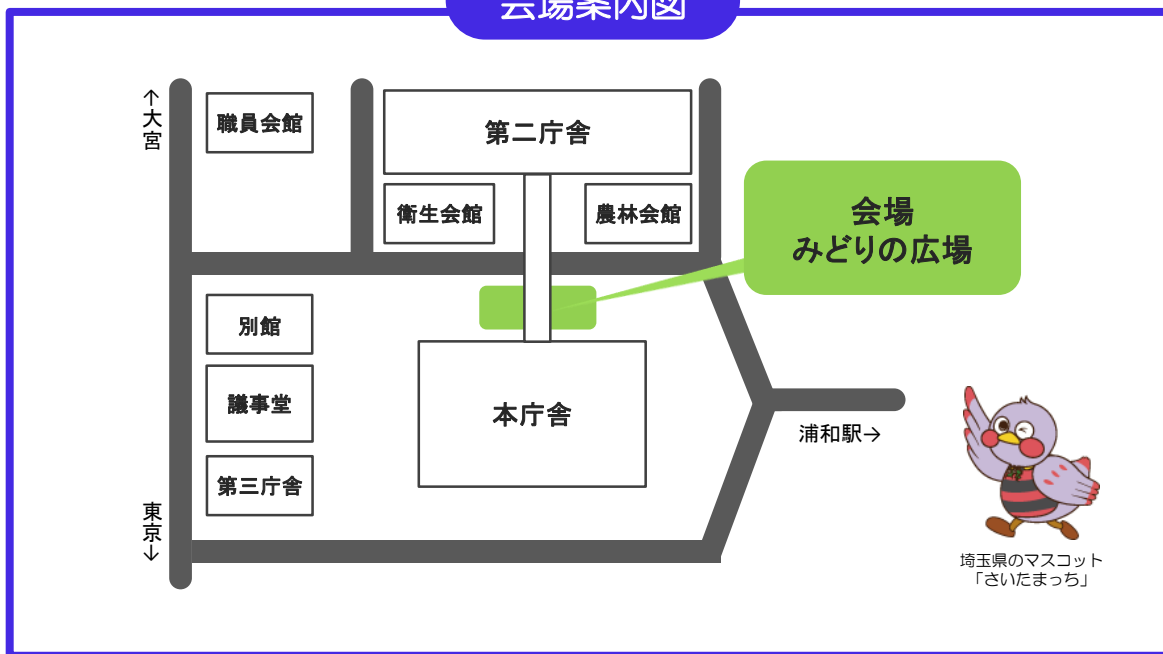 会場案内図
↑大宮
職員会館
第二庁舎
衛生会館
農林会館
会場
みどりの広場
別館
議事堂
本庁舎
浦和駅→
第三庁舎
東京↓
埼玉県のマスコット
「さいたまっち」